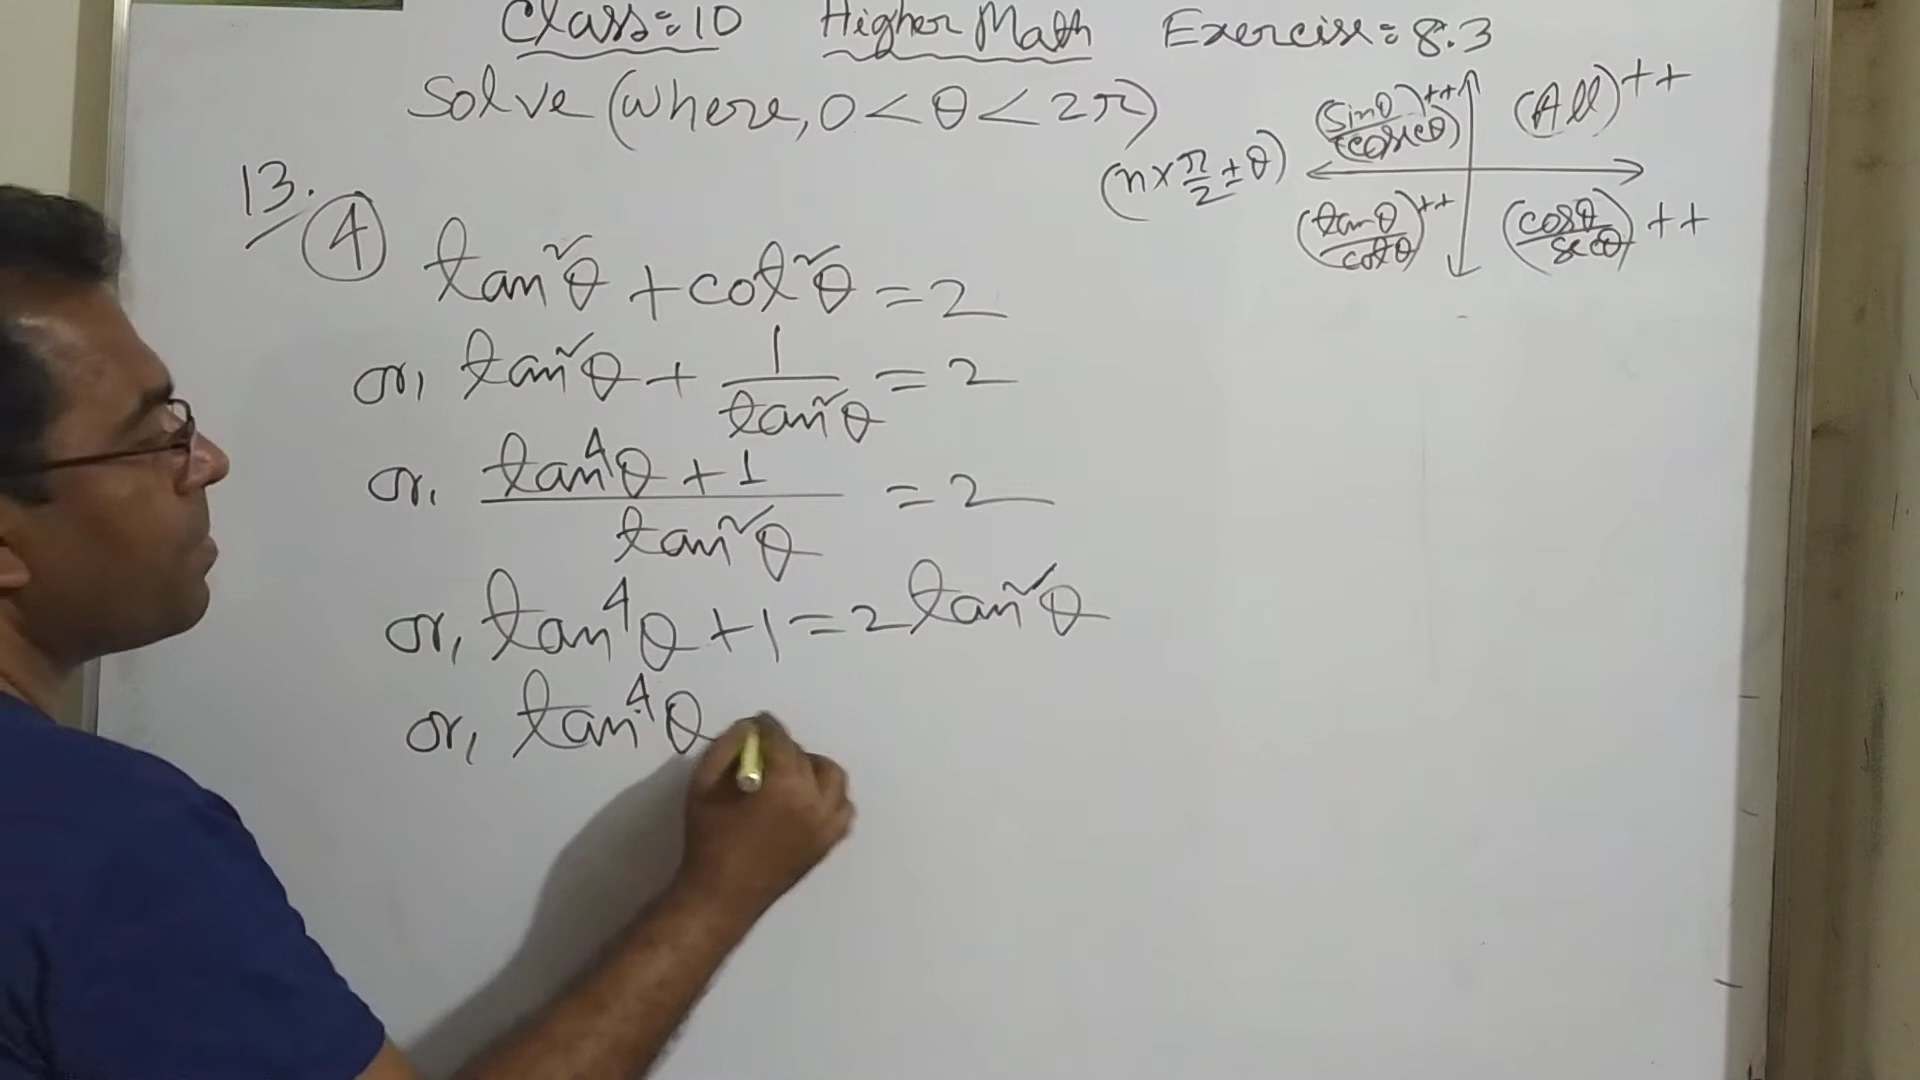 Class=10 Higher Math Exercise=8.3
Solve (where, 0<θ<2π)
(n×π/2±θ)
(sinθ/cosecθ)++ (All)++
(tanθ/cotθ)++ (cosθ/secθ)++
13. (4) tan²θ+cot²θ=2
or, tan²θ+1/tan²θ=2
or, (tan⁴θ+1)/tan²θ=2
or, tan⁴θ+1=2tan²θ
or, tan⁴θ